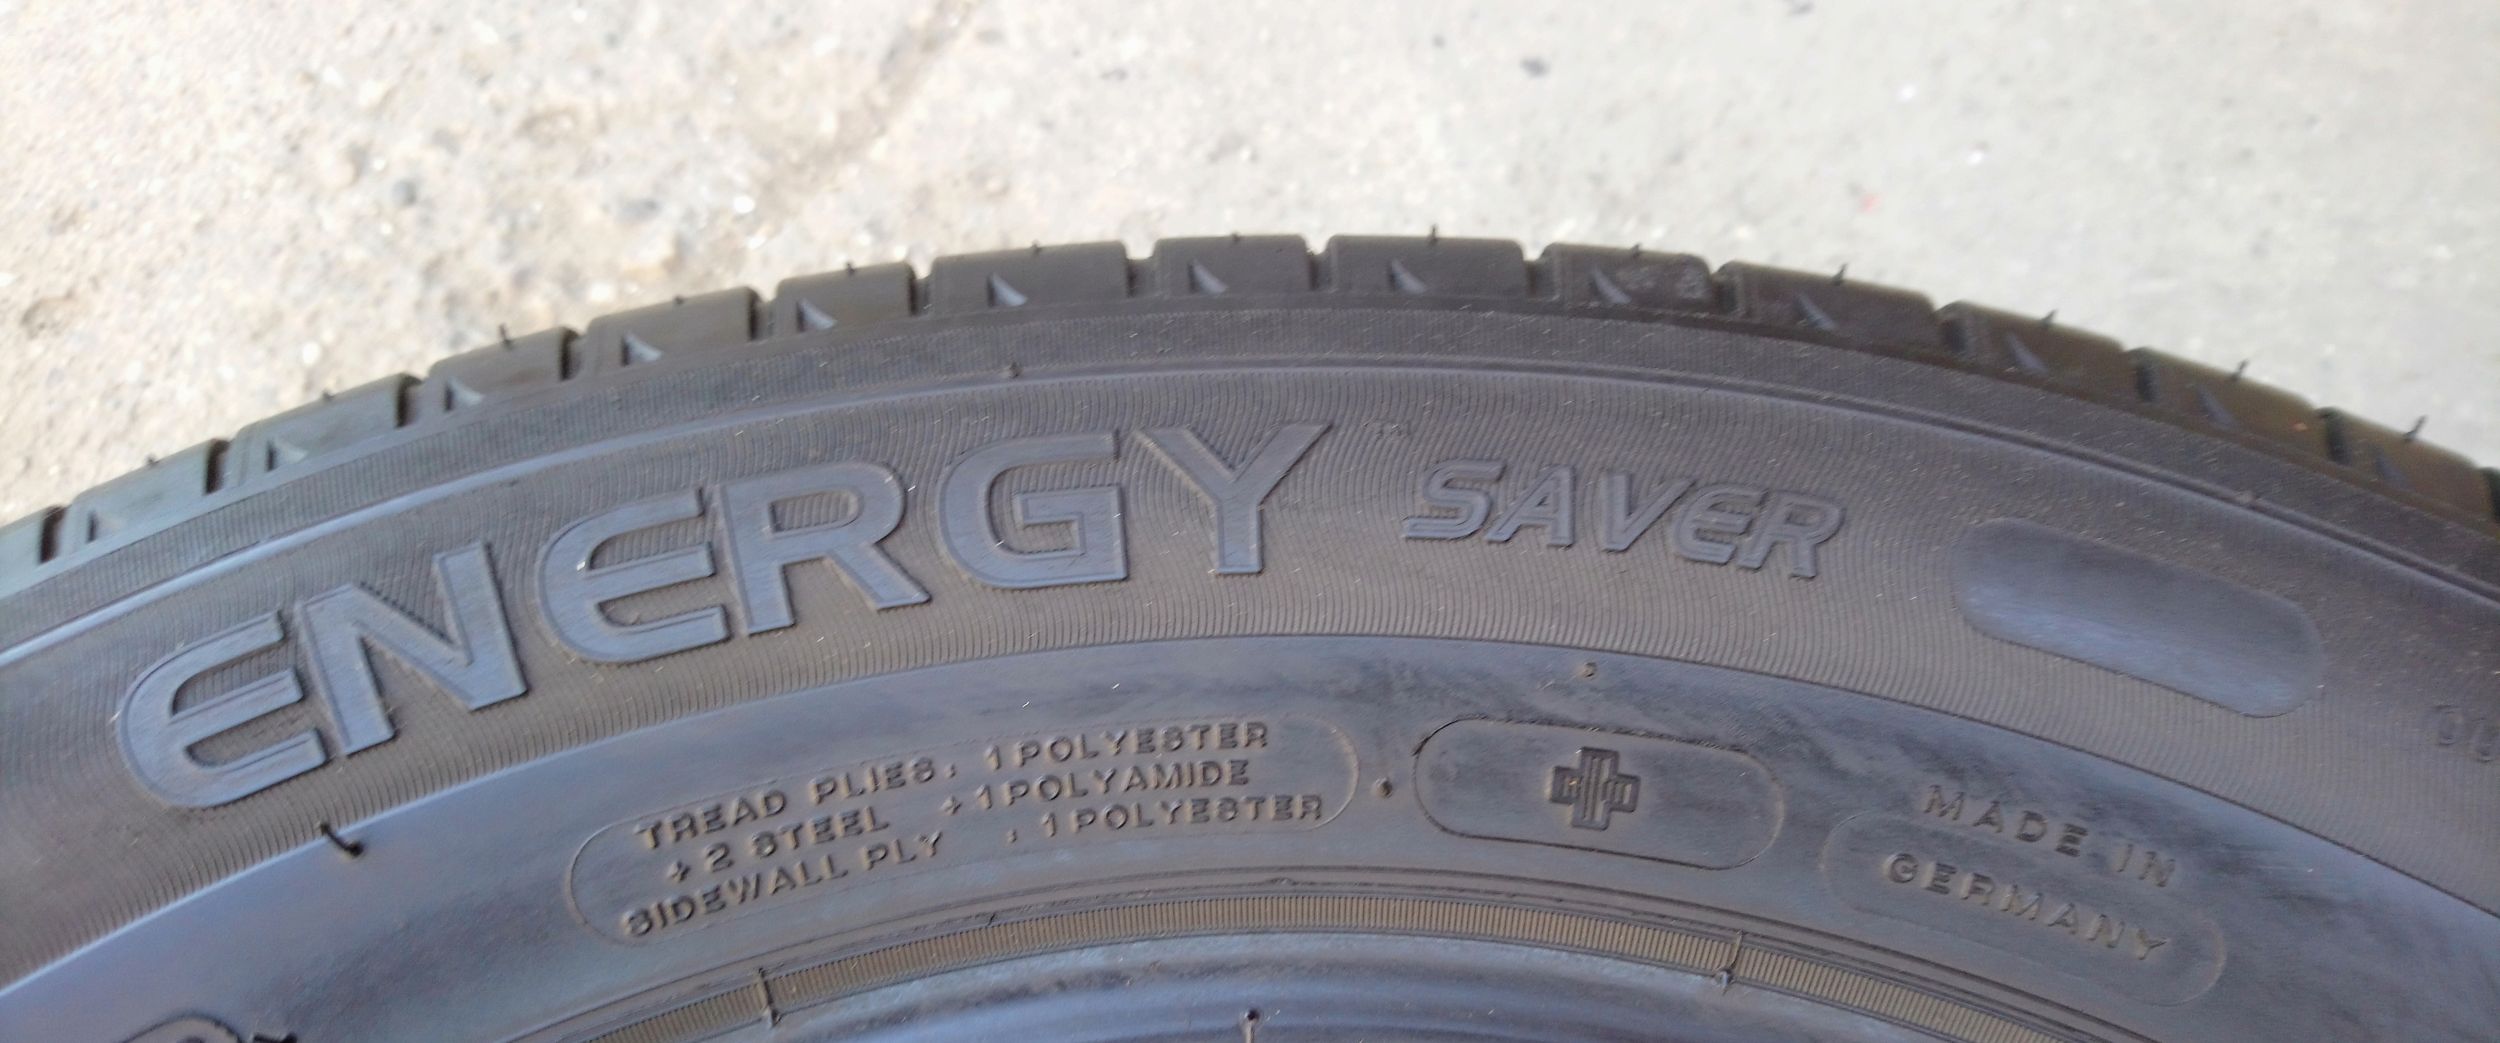 ENERGY SAVER
TREAD PLIES: 1 POLYESTER
+ 2 STEEL + 1 POLYAMIDE
SIDEWALL PLY : 1 POLYESTER
MADE IN
GERMANY